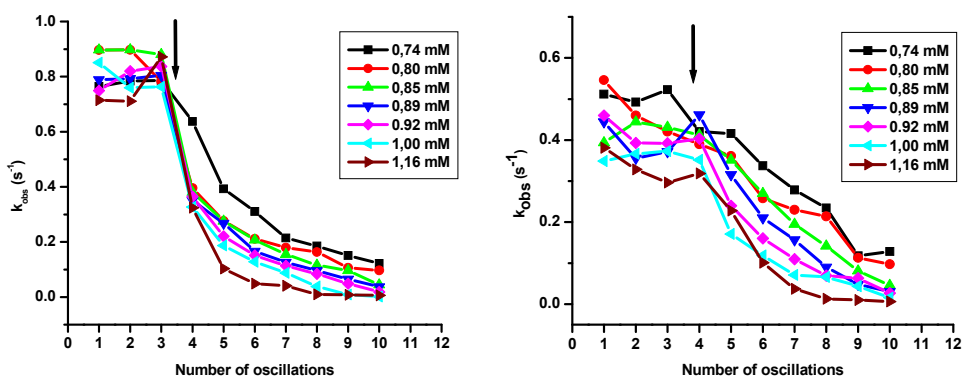 1.0
0.8
0.6
0.4
0.2
0.0
k_obs (s⁻¹)
0 1 2 3 4 5 6 7 8 9 10 11 12
Number of oscillations
0,74 mM
0,80 mM
0,85 mM
0,89 mM
0.92 mM
1,00 mM
1,16 mM
0.6
0.4
0.2
0.0
k_obs (s⁻¹)
0 1 2 3 4 5 6 7 8 9 10 11 12
Number of oscillations
0,74 mM
0,80 mM
0,85 mM
0,89 mM
0.92 mM
1,00 mM
1,16 mM